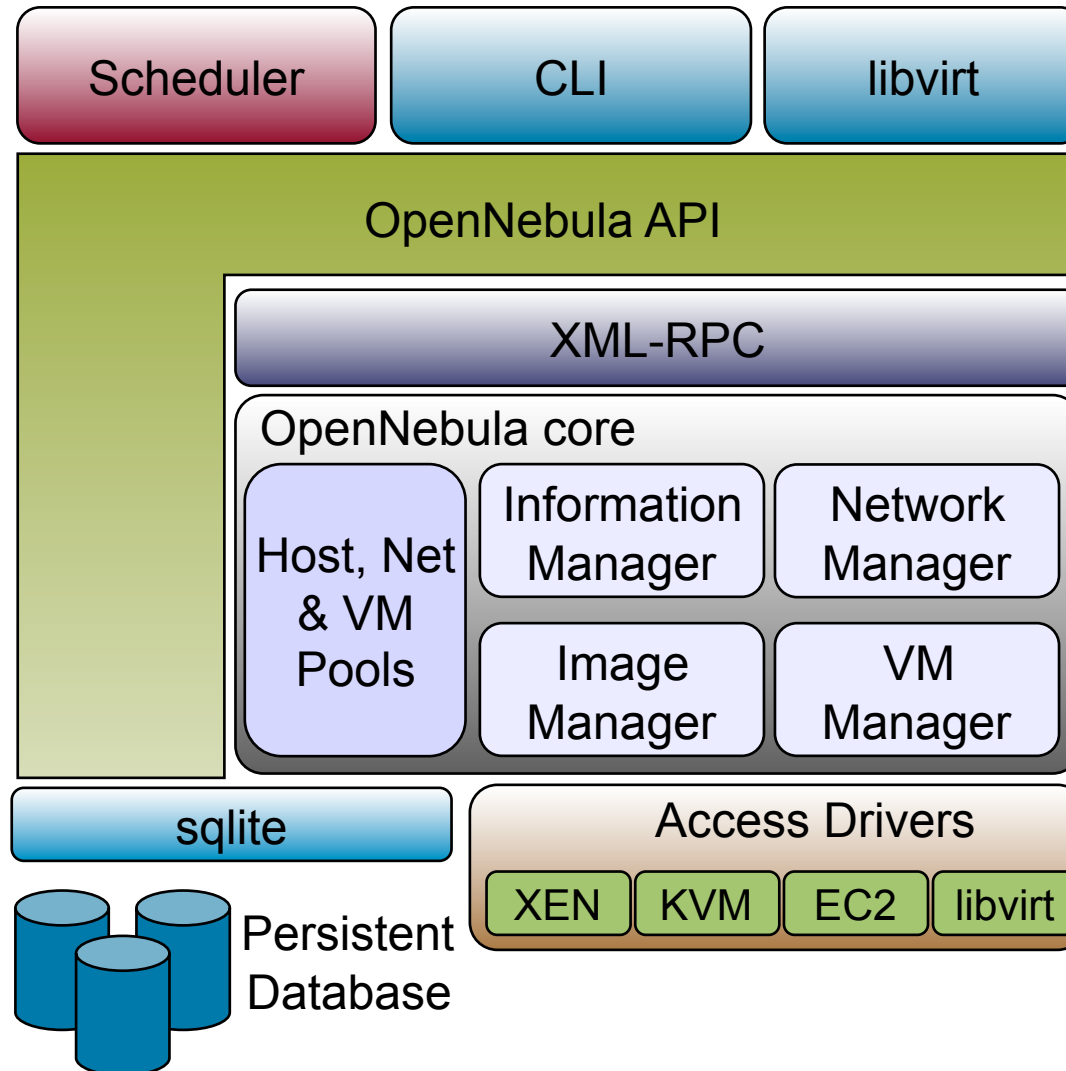 Scheduler
CLI
libvirt
OpenNebula API
XML-RPC
OpenNebula core
Host, Net
& VM
Pools
Information
Manager
Network
Manager
Image
Manager
VM
Manager
sqlite
Access Drivers
XEN
KVM
EC2
libvirt
Persistent
Database